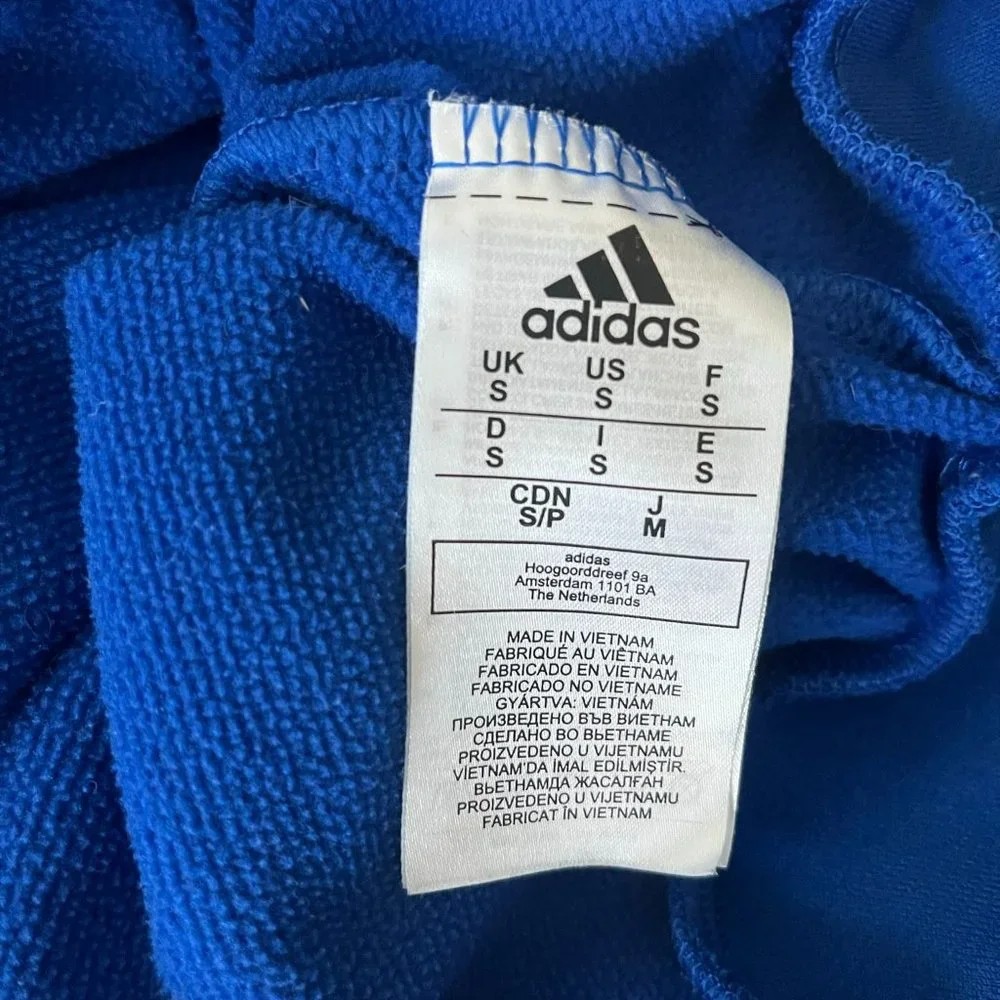 adidas
UK US F
S S S
D I E
S S S
CDN J
S/P M
adidas
Hoogoorddreef 9a
Amsterdam 1101 BA
The Netherlands
MADE IN VIETNAM
FABRIQUÉ AU VIÊTNAM
FABRICADO EN VIETNAM
FABRICADO NO VIETNAME
GYÁRTVA: VIETNÁM
ПРОИЗВЕДЕНО ВЪВ ВИЕТНАМ
СДЕЛАНО ВО ВЬЕТНАМЕ
PROIZVEDENO U VIJETNAMU
VİETNAM'DA İMAL EDİLMİŞTİR.
ВЬЕТНАМДА ЖАСАЛҒАН
PROIZVEDENO U VIJETNAMU
FABRICAT ÎN VIETNAM